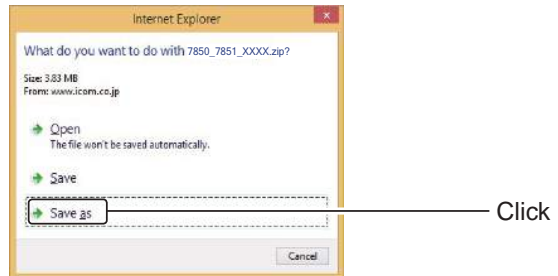 Internet Explorer
x
What do you want to do with 7850_7851_XXXX.zip?
Size: 3.83 MB
From: www.icom.co.jp
Open
The file won't be saved automatically.
Save
Save as
Click
Cancel